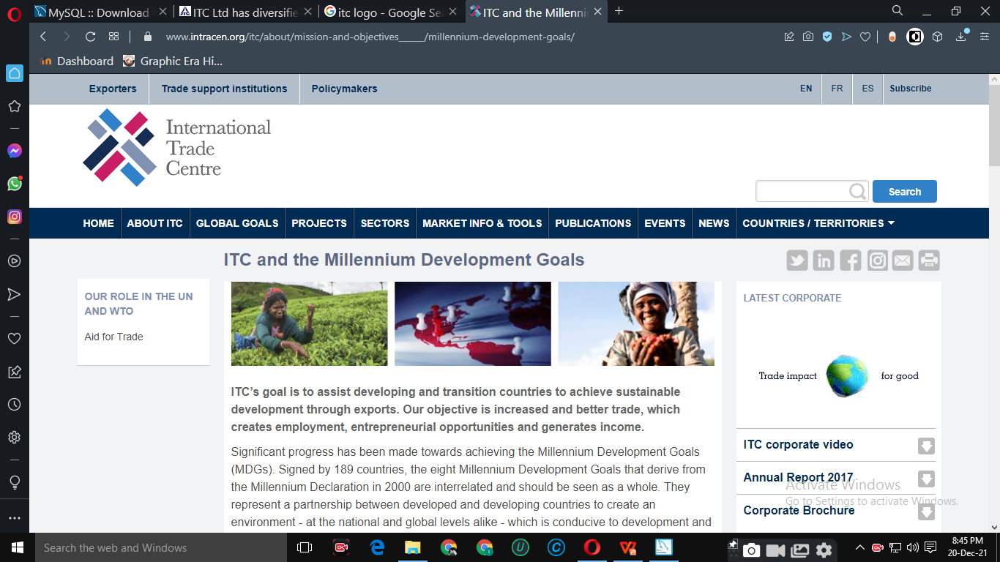 MySQL :: Download
ITC Ltd has diversifie
itc logo - Google Se
ITC and the Millenni
www.intracen.org/itc/about/mission-and-objectives_____/millennium-development-goals/
Dashboard
Graphic Era Hi...
Exporters
Trade support institutions
Policymakers
EN
FR
ES
Subscribe
International
Trade
Centre
Search
HOME
ABOUT ITC
GLOBAL GOALS
PROJECTS
SECTORS
MARKET INFO & TOOLS
PUBLICATIONS
EVENTS
NEWS
COUNTRIES / TERRITORIES
ITC and the Millennium Development Goals
OUR ROLE IN THE UN
AND WTO
Aid for Trade
ITC’s goal is to assist developing and transition countries to achieve sustainable
development through exports. Our objective is increased and better trade, which
creates employment, entrepreneurial opportunities and generates income.
Significant progress has been made towards achieving the Millennium Development Goals
(MDGs). Signed by 189 countries, the eight Millennium Development Goals that derive from
the Millennium Declaration in 2000 are interrelated and should be seen as a whole. They
represent a partnership between developed and developing countries to create an
environment - at the national and global levels alike - which is conducive to development and
LATEST CORPORATE
Trade impact
for good
ITC corporate video
Annual Report 2017
Corporate Brochure
Activate Windows
Go to Settings to activate Windows.
Search the web and Windows
8:45 PM
20-Dec-21